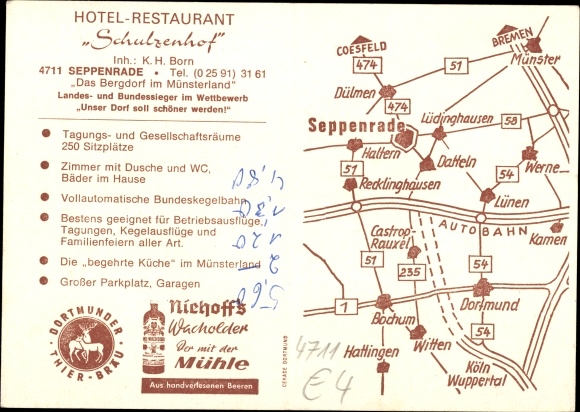 HOTEL-RESTAURANT
„Schulzenhof"
Inh.: K. H. Born
4711 SEPPENRADE • Tel. (0 25 91) 31 61
„Das Bergdorf im Münsterland"
Landes- und Bundessieger im Wettbewerb
„Unser Dorf soll schöner werden!"
Tagungs- und Gesellschaftsräume
250 Sitzplätze
Zimmer mit Dusche und WC,
Bäder im Hause
Vollautomatische Bundeskegelbahn
Bestens geeignet für Betriebsausflüge,
Tagungen, Kegelausflüge und
Familienfeiern aller Art.
Die „begehrte Küche" im Münsterland
Großer Parkplatz, Garagen
DORTMUNDER
THIER-BRÄU
Niehoff's
Wacholder
Der mit der
Mühle
Aus handverlesenen Beeren
DEKADE DORTMUND
4711
E4
COESFELD
474
51
BREMEN
Münster
Dülmen
474
Lüdinghausen
58
Seppenrade
Haltern
51
Datteln
54
Werne
Recklinghausen
Lünen
AUTOBAHN
Kamen
Castrop-
Rauxel
51
235
54
1
Dortmund
Bochum
54
Witten
Hattingen
Köln
Wuppertal